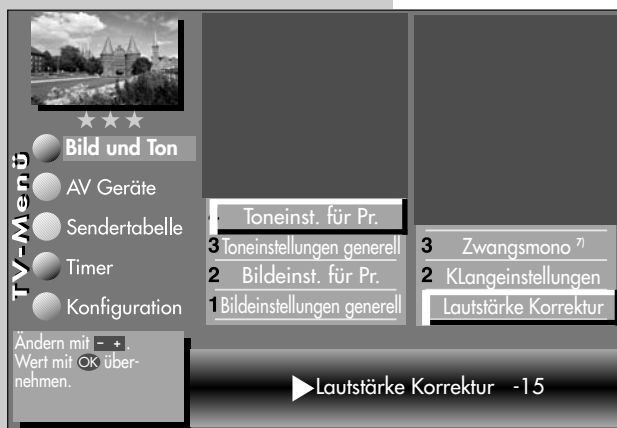 TV-Menü
Bild und Ton
AV Geräte
Sendertabelle
Timer
Konfiguration
Toneinst. für Pr.
3 Toneinstellungen generell
2 Bildeinst. für Pr.
1 Bildeinstellungen generell
3 Zwangsmono 7)
2 KLangeinstellungen
Lautstärke Korrektur
Ändern mit - + .
Wert mit OK über-
nehmen.
Lautstärke Korrektur -15